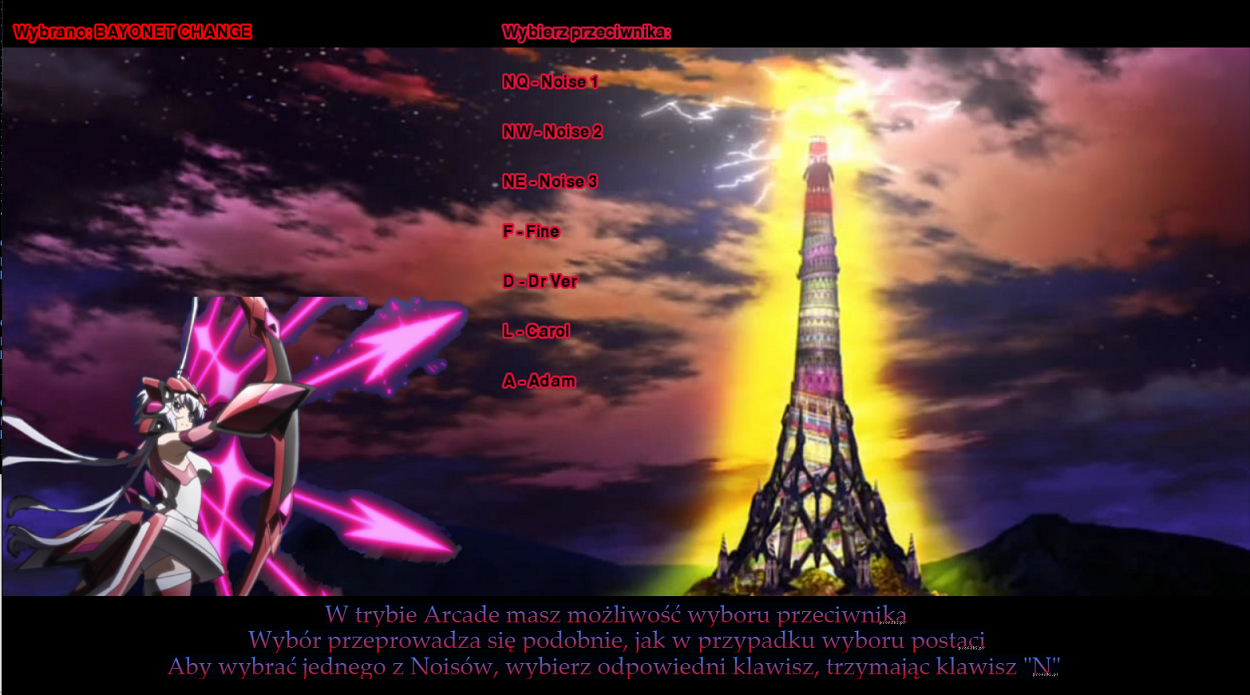 Wybrano: BAYONET CHANGE
Wybierz przeciwnika:
NQ - Noise 1
NW - Noise 2
NE - Noise 3
F - Fine
D - Dr Ver
L - Carol
A - Adam
W trybie Arcade masz możliwość wyboru przeciwnika
Wybór przeprowadza się podobnie, jak w przypadku wyboru postaci
Aby wybrać jednego z Noisów, wybierz odpowiedni klawisz, trzymając klawisz "N"